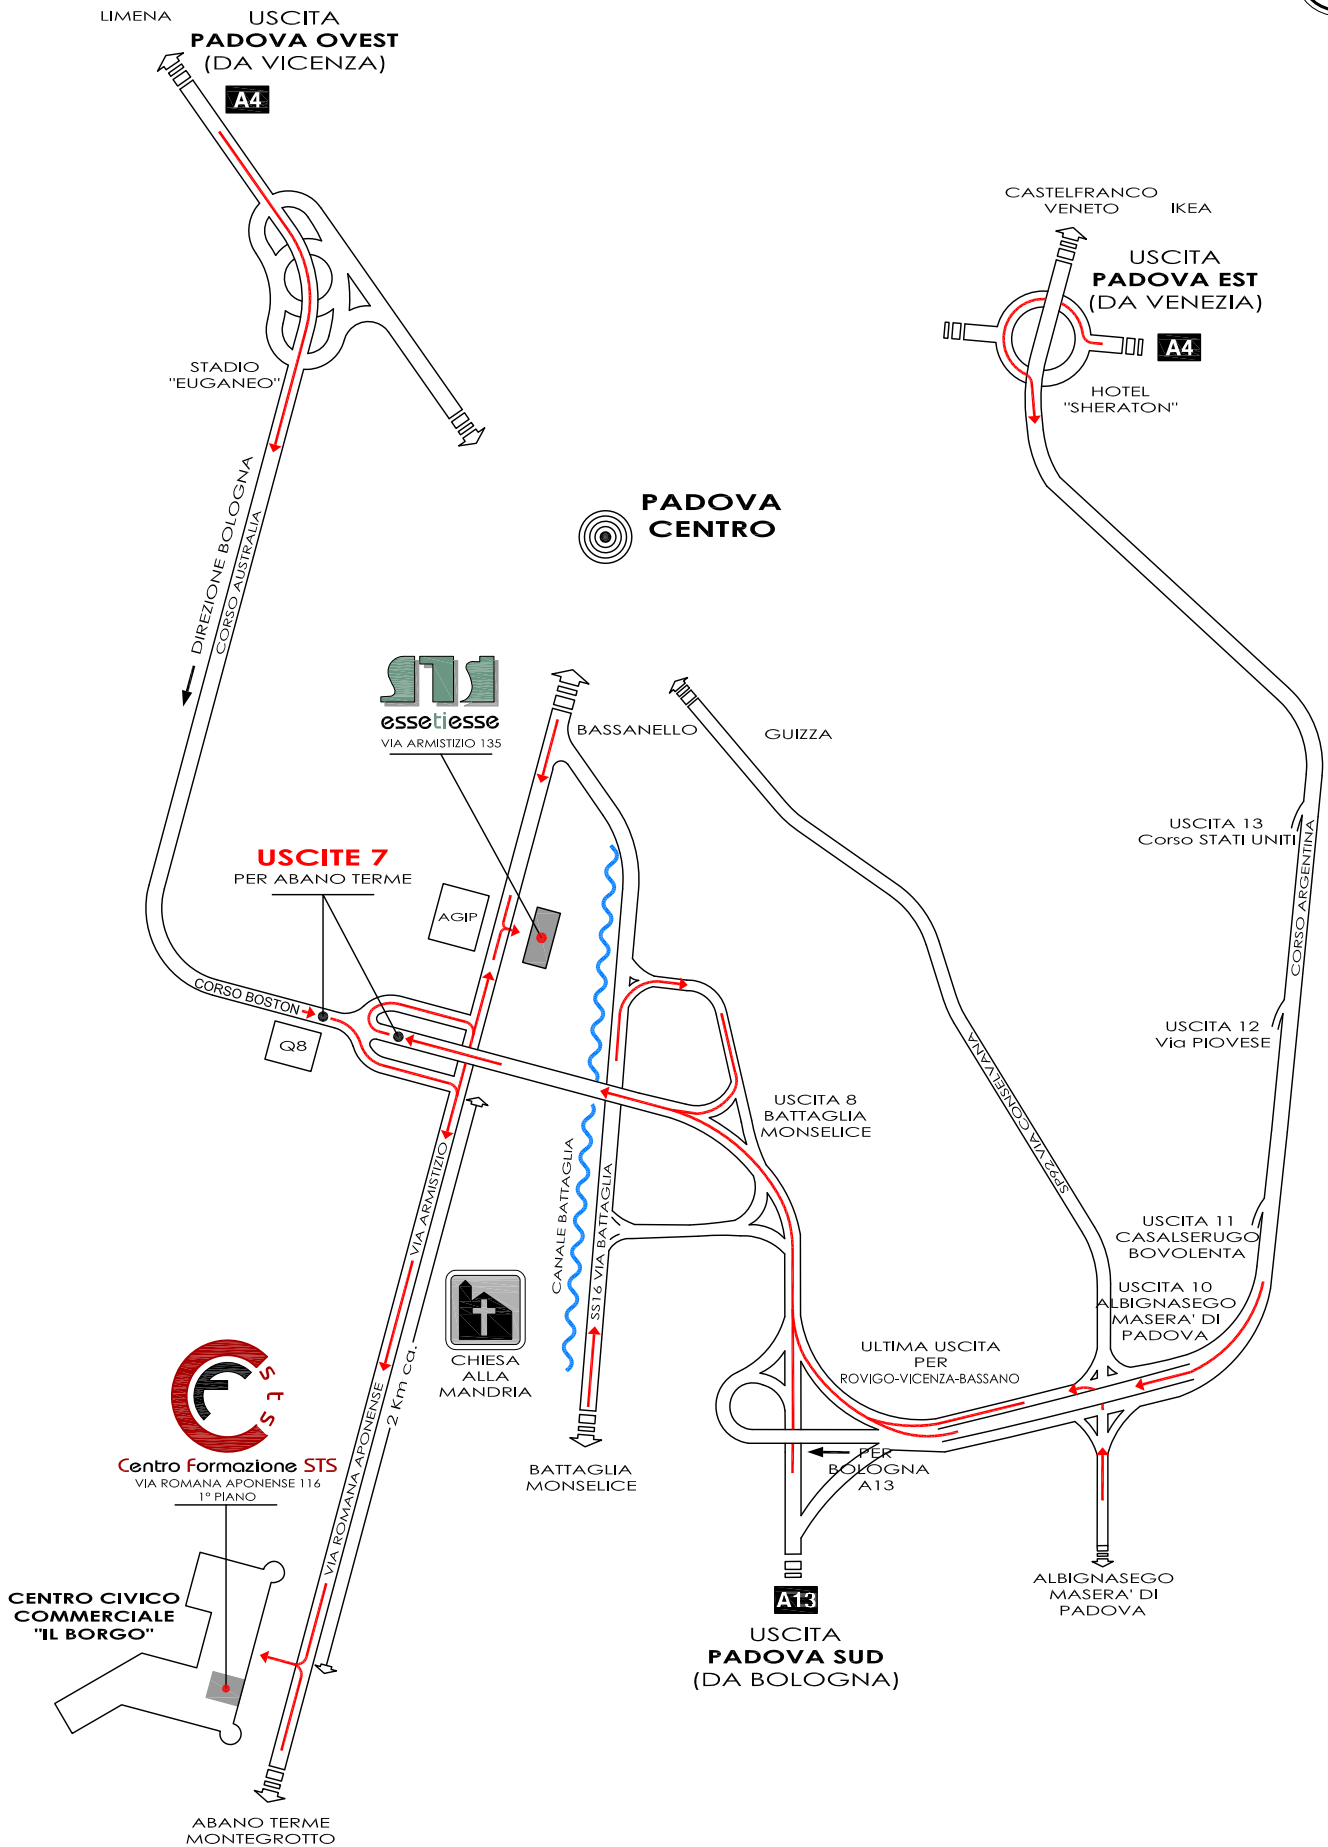 LIMENA
USCITA
PADOVA OVEST
(DA VICENZA)
A4
CASTELFRANCO
VENETO
IKEA
USCITA
PADOVA EST
(DA VENEZIA)
A4
STADIO
"EUGANEO"
HOTEL
"SHERATON"
DIREZIONE BOLOGNA
CORSO AUSTRALIA
PADOVA
CENTRO
STS
essetiesse
VIA ARMISTIZIO 135
BASSANELLO
GUIZZA
USCITA 13
Corso STATI UNITI
CORSO ARGENTINA
USCITE 7
PER ABANO TERME
AGIP
CORSO BOSTON
Q8
USCITA 12
Via PIOVESE
SP92 VIA CONSELVANA
USCITA 8
BATTAGLIA
MONSELICE
VIA ARMISTIZIO
CANALE BATTAGLIA
SS16 VIA BATTAGLIA
USCITA 11
CASALSERUGO
BOVOLENTA
USCITA 10
ALBIGNASEGO
MASERA' DI
PADOVA
CHIESA
ALLA
MANDRIA
ULTIMA USCITA
PER
ROVIGO-VICENZA-BASSANO
2 Km ca.
VIA ROMANA APONENSE
CF sts
Centro Formazione STS
VIA ROMANA APONENSE 116
1° PIANO
BATTAGLIA
MONSELICE
PER
BOLOGNA
A13
ALBIGNASEGO
MASERA' DI
PADOVA
CENTRO CIVICO
COMMERCIALE
"IL BORGO"
A13
USCITA
PADOVA SUD
(DA BOLOGNA)
ABANO TERME
MONTEGROTTO